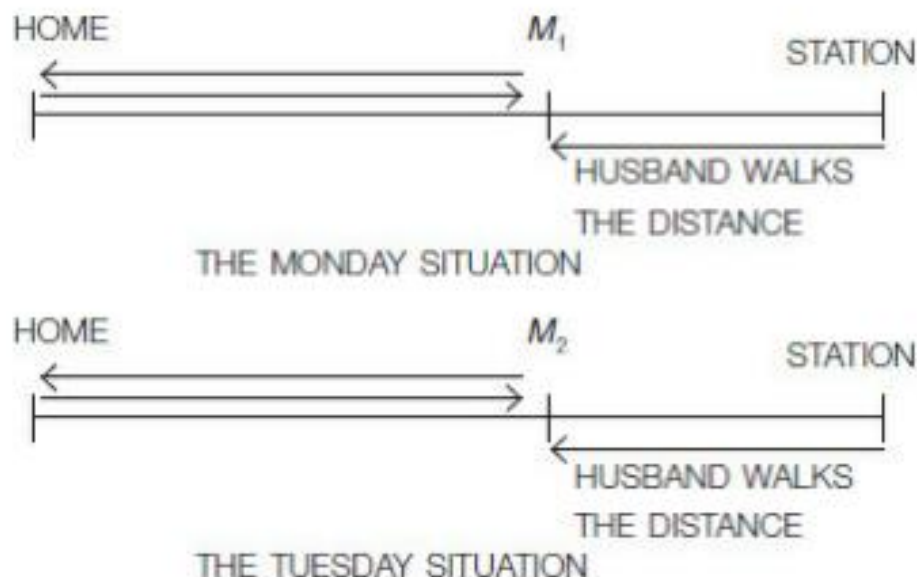 HOME M₁ STATION
HUSBAND WALKS
THE DISTANCE
THE MONDAY SITUATION
HOME M₂ STATION
HUSBAND WALKS
THE DISTANCE
THE TUESDAY SITUATION